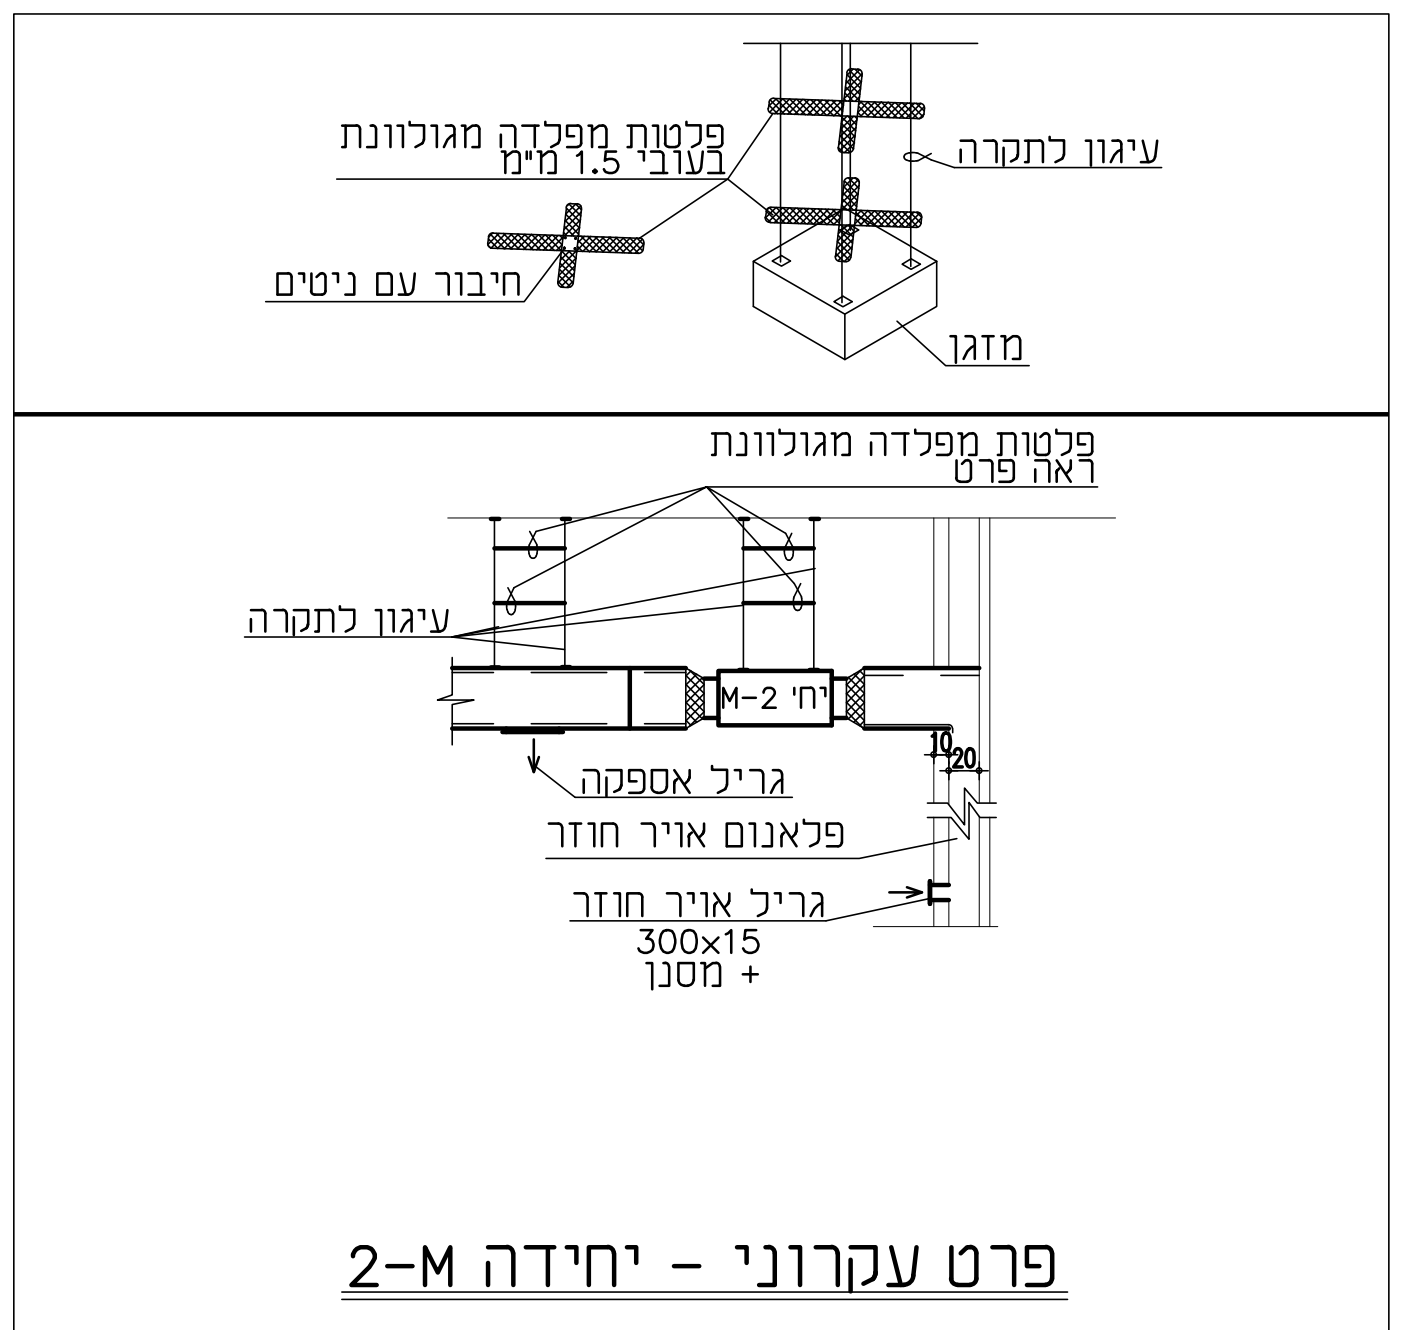 פלטות מפלדה מגולוונת
בעובי 1.5 מ"מ
עיגון לתקרה
חיבור עם ניטים
מזגן
פלטות מפלדה מגולוונת
ראה פרט
עיגון לתקרה
יחי' M-2
10
20
גריל אספקה
פלאנום אויר חוזר
גריל אויר חוזר
300x15
+ מסנן
פרט עקרוני - יחידה M-2